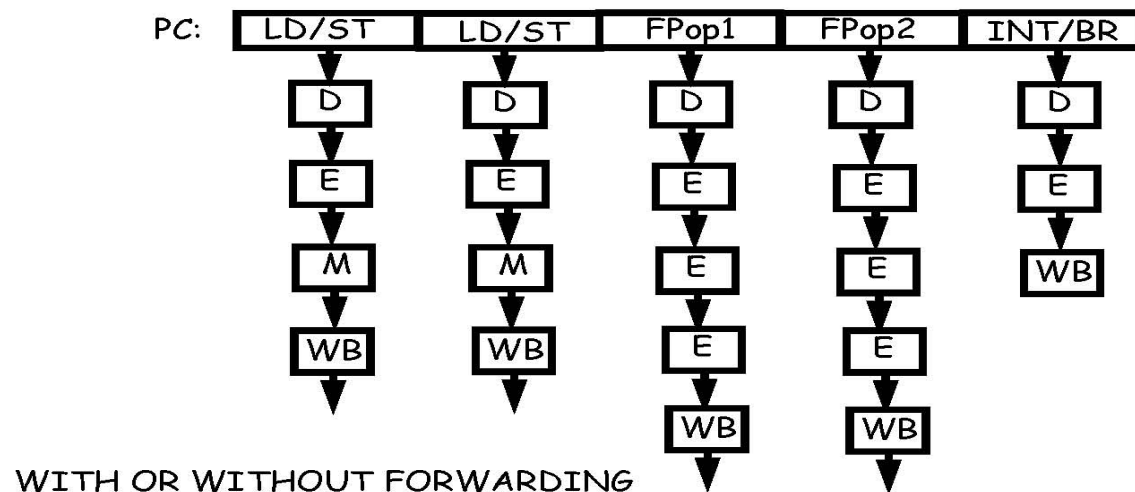 PC: LD/ST LD/ST FPop1 FPop2 INT/BR
D D D D D
E E E E E
M M E E WB
WB WB E E
WB WB
WITH OR WITHOUT FORWARDING